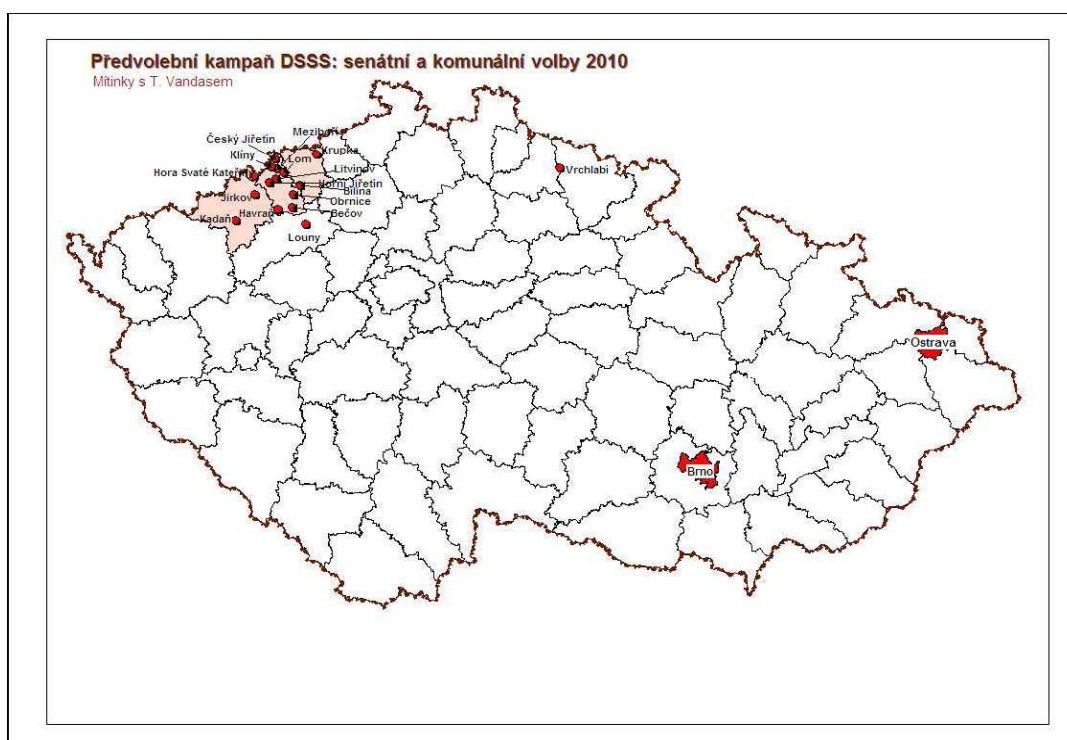 Předvolební kampaň DSSS: senátní a komunální volby 2010
Mítinky s T. Vandasem
Meziboří
Český Jiřetín
Krupka
Klíny
Lom
Litvínov
Vrchlabí
Hora Svaté Kateřiny
Horní Jiřetín
Bílina
Jirkov
Obrnice
Havraň
Bečov
Kadaň
Louny
Ostrava
Brno